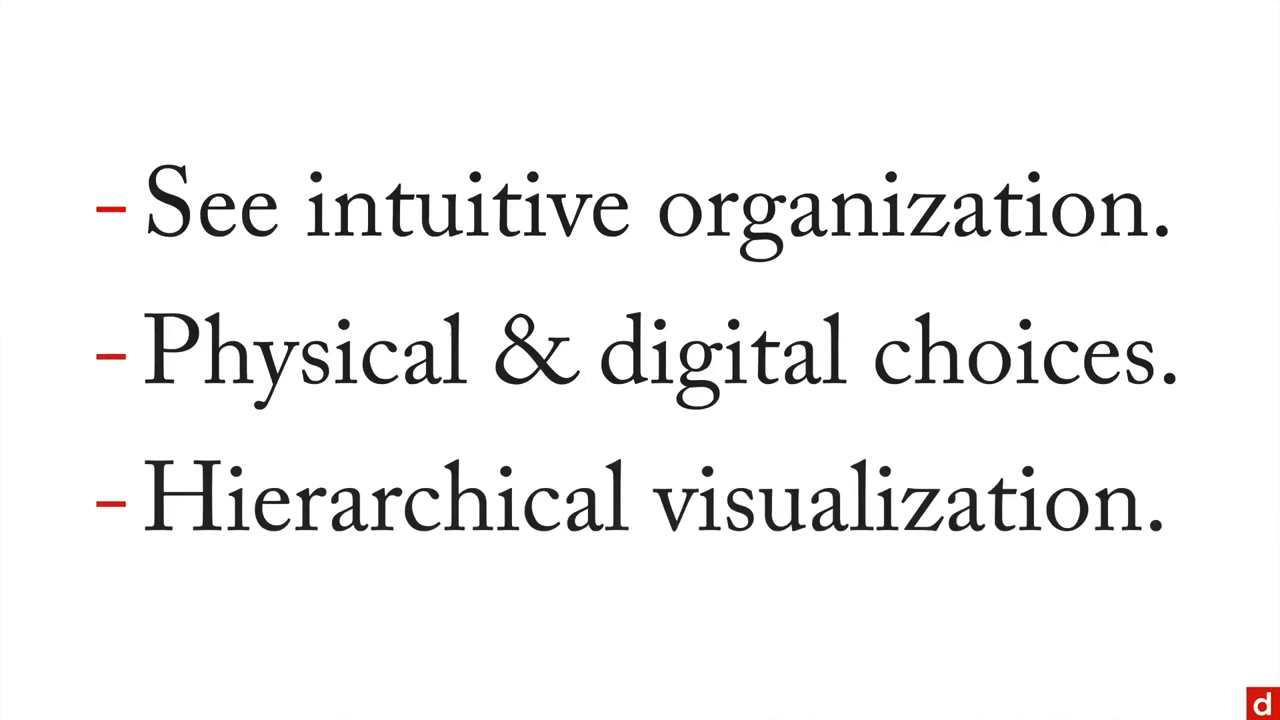 - See intuitive organization.
- Physical & digital choices.
- Hierarchical visualization.
d